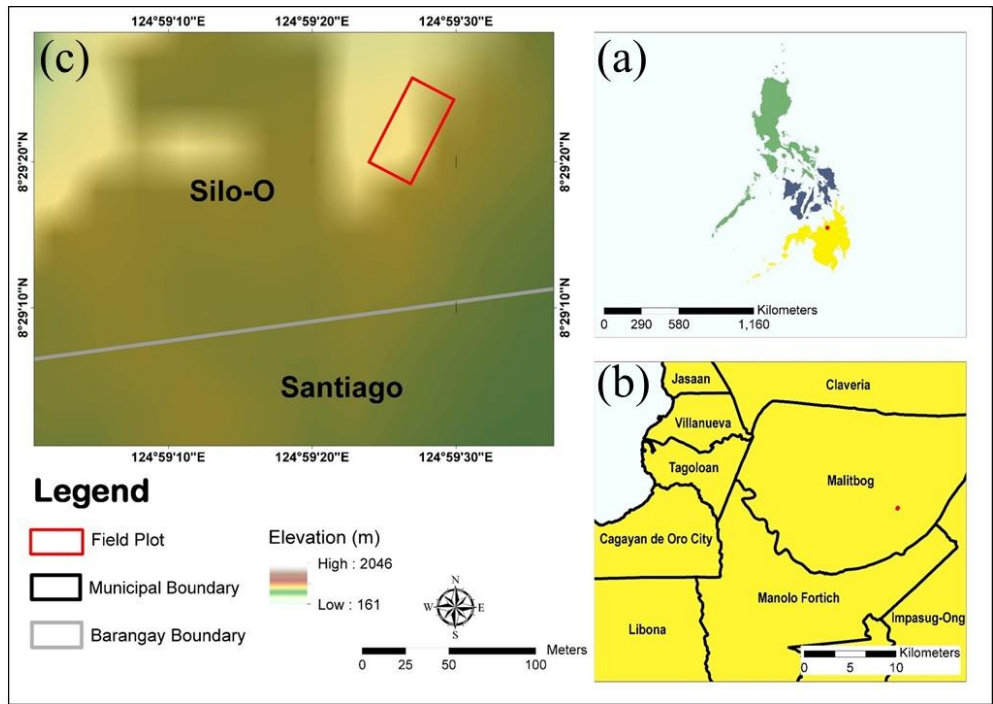 124°59'10"E 124°59'20"E 124°59'30"E
(c)
8°29'20"N 8°29'20"N
Silo-O
8°29'10"N 8°29'10"N
Santiago
124°59'10"E 124°59'20"E 124°59'30"E
Legend
Field Plot
Municipal Boundary
Barangay Boundary
Elevation (m)
High : 2046
Low : 161
N
W E
S
Meters
0 25 50 100
(a)
Kilometers
0 290 580 1,160
(b)
Jasaan
Claveria
Villanueva
Tagoloan
Malitbog
Cagayan de Oro City
Manolo Fortich
Impasug-Ong
Libona
Kilometers
0 5 10